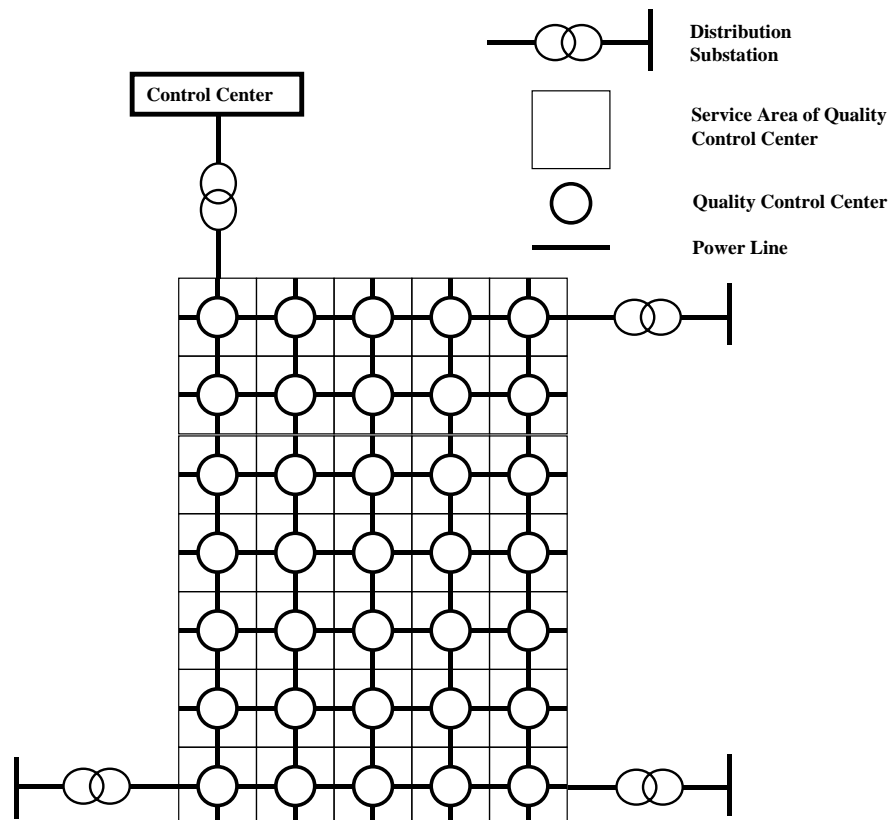 Distribution
Substation
Control Center
Service Area of Quality
Control Center
Quality Control Center
Power Line